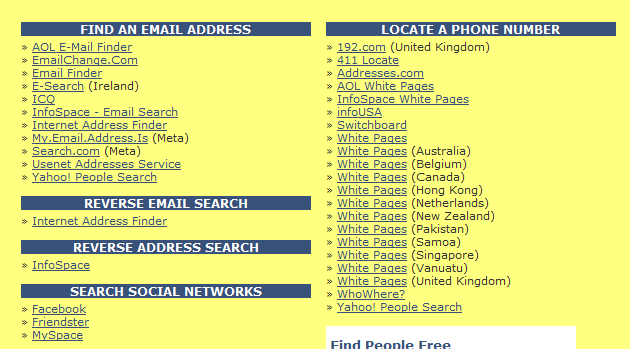 FIND AN EMAIL ADDRESS
» AOL E-Mail Finder
» EmailChange.Com
» Email Finder
» E-Search (Ireland)
» ICQ
» InfoSpace - Email Search
» Internet Address Finder
» My.Email.Address.Is (Meta)
» Search.com (Meta)
» Usenet Addresses Service
» Yahoo! People Search
REVERSE EMAIL SEARCH
» Internet Address Finder
REVERSE ADDRESS SEARCH
» InfoSpace
SEARCH SOCIAL NETWORKS
» Facebook
» Friendster
» MySpace
LOCATE A PHONE NUMBER
» 192.com (United Kingdom)
» 411 Locate
» Addresses.com
» AOL White Pages
» InfoSpace White Pages
» infoUSA
» Switchboard
» White Pages
» White Pages (Australia)
» White Pages (Belgium)
» White Pages (Canada)
» White Pages (Hong Kong)
» White Pages (Netherlands)
» White Pages (New Zealand)
» White Pages (Pakistan)
» White Pages (Samoa)
» White Pages (Singapore)
» White Pages (Vanuatu)
» White Pages (United Kingdom)
» WhoWhere?
» Yahoo! People Search
Find People Free